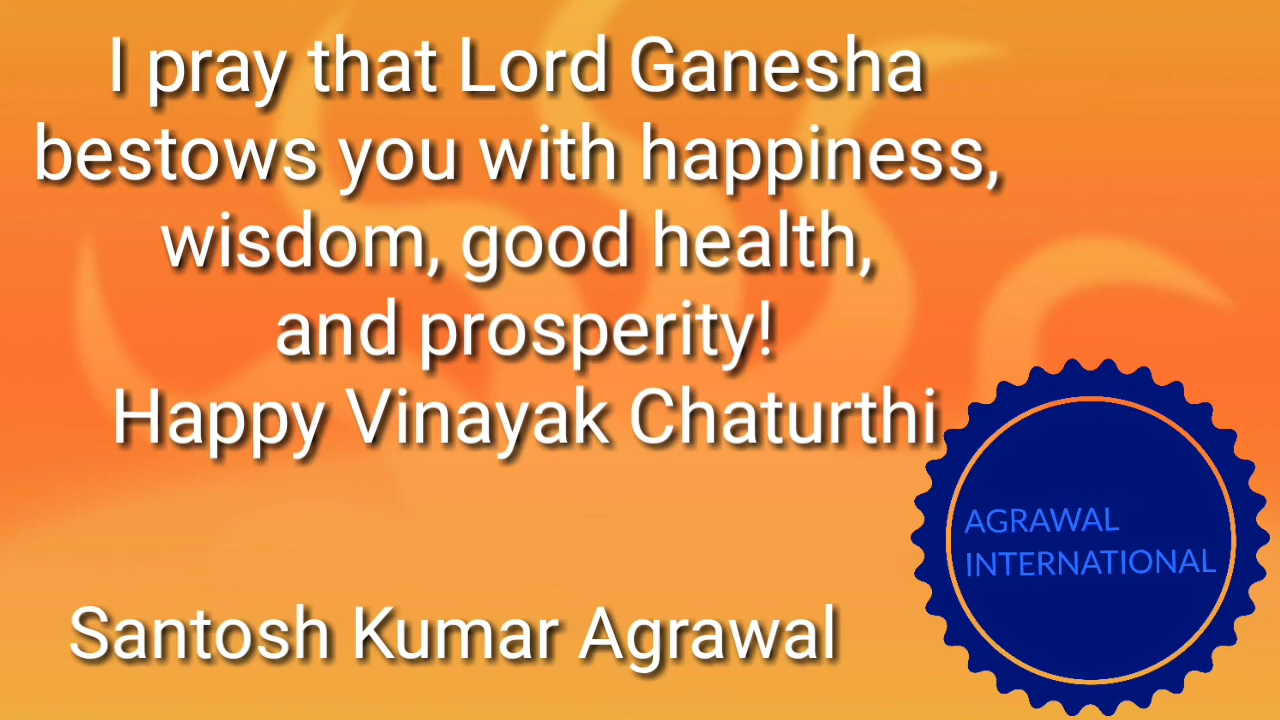 I pray that Lord Ganesha
bestows you with happiness,
wisdom, good health,
and prosperity!
Happy Vinayak Chaturthi
AGRAWAL
INTERNATIONAL
Santosh Kumar Agrawal